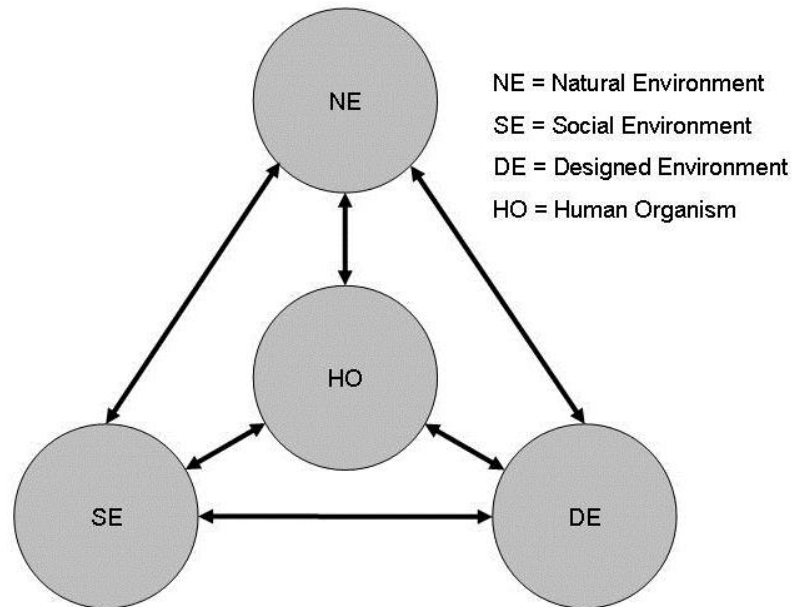 NE
NE = Natural Environment
SE = Social Environment
DE = Designed Environment
HO = Human Organism
HO
SE
DE